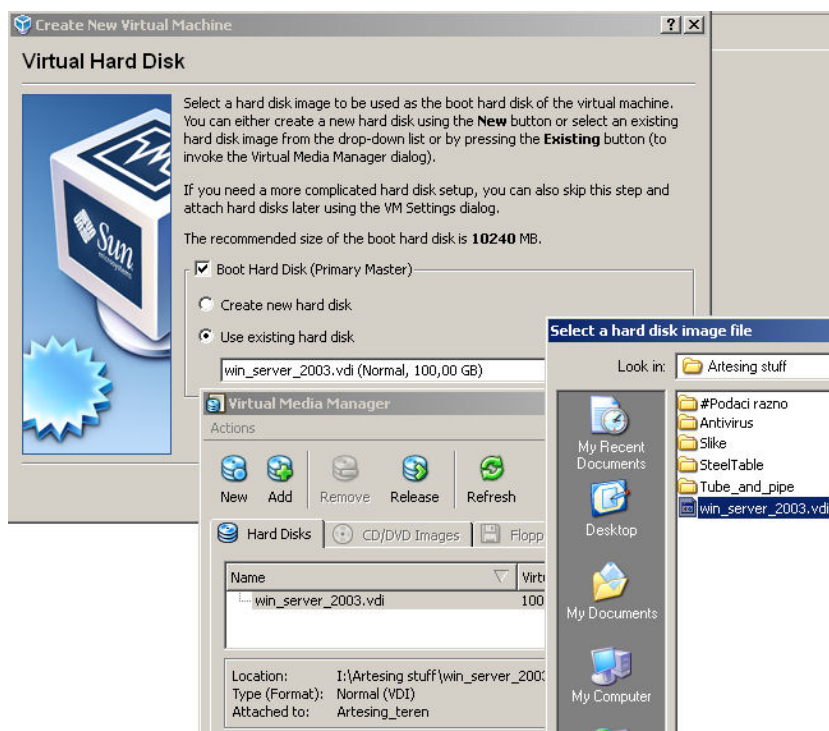 Create New Virtual Machine
Virtual Hard Disk
Select a hard disk image to be used as the boot hard disk of the virtual machine.
You can either create a new hard disk using the New button or select an existing
hard disk image from the drop-down list or by pressing the Existing button (to
invoke the Virtual Media Manager dialog).
If you need a more complicated hard disk setup, you can also skip this step and
attach hard disks later using the VM Settings dialog.
The recommended size of the boot hard disk is 10240 MB.
Boot Hard Disk (Primary Master)
Create new hard disk
Use existing hard disk
win_server_2003.vdi (Normal, 100,00 GB)
Sun
microsystems
Virtual Media Manager
Actions
New Add Remove Release Refresh
Hard Disks CD/DVD Images Flopp
Name Virtu
win_server_2003.vdi 100
Location: I:\Artesing stuff\win_server_2003
Type (Format): Normal (VDI)
Attached to: Artesing_teren
Select a hard disk image file
Look in: Artesing stuff
My Recent
Documents
Desktop
My Documents
My Computer
#Podaci razno
Antivirus
Slike
SteelTable
Tube_and_pipe
win_server_2003.vdi